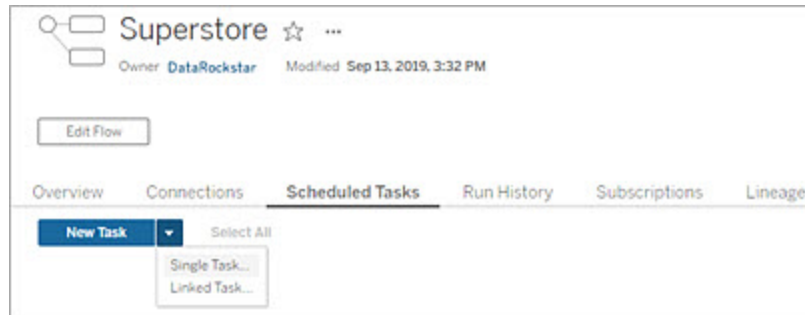 Superstore ☆ ...
Owner DataRockstar Modified Sep 13, 2019, 3:32 PM
Edit Flow
Overview Connections Scheduled Tasks Run History Subscriptions Lineage
New Task Select All
Single Task...
Linked Task...